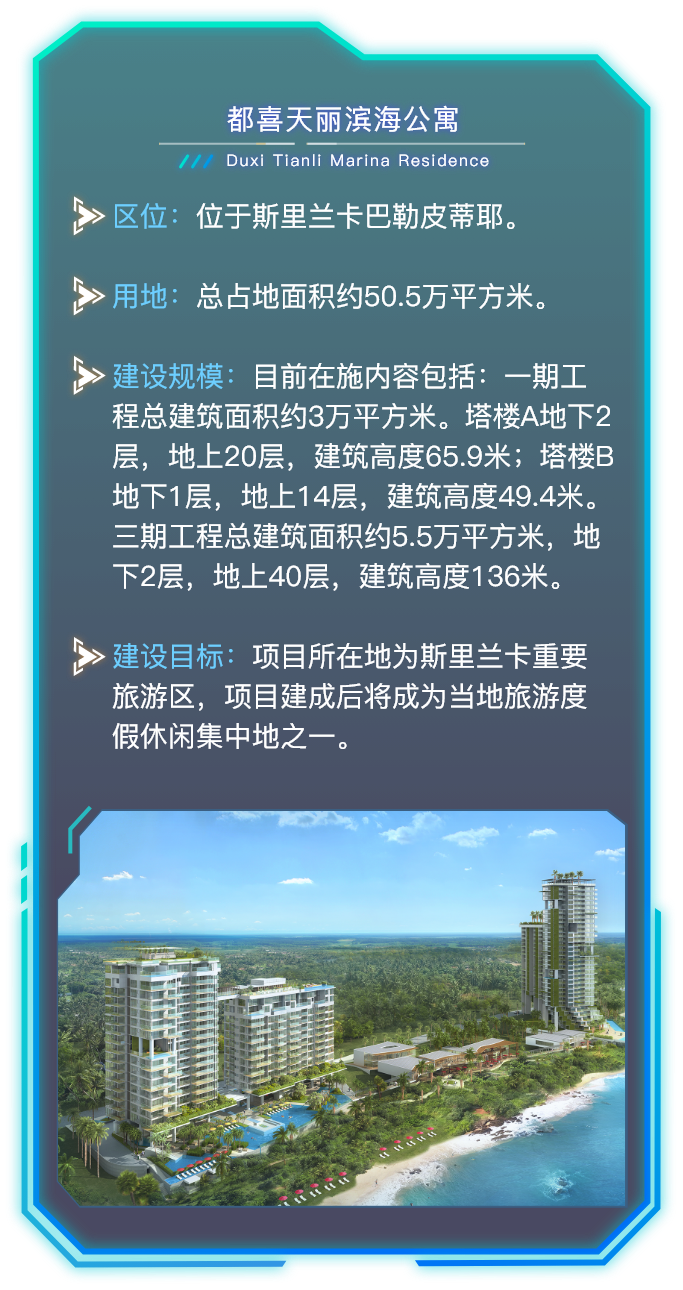 都喜天丽滨海公寓
Duxi Tianli Marina Residence
区位：位于斯里兰卡巴勒皮蒂耶。
用地：总占地面积约50.5万平方米。
建设规模：目前在施内容包括：一期工
程总建筑面积约3万平方米。塔楼A地下2
层，地上20层，建筑高度65.9米；塔楼B
地下1层，地上14层，建筑高度49.4米。
三期工程总建筑面积约5.5万平方米，地
下2层，地上40层，建筑高度136米。
建设目标：项目所在地为斯里兰卡重要
旅游区，项目建成后将成为当地旅游度
假休闲集中地之一。